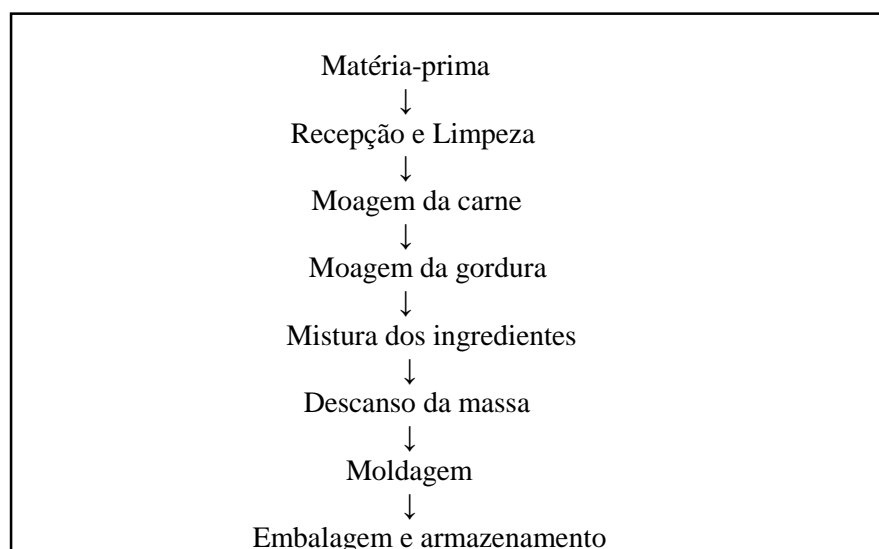 Matéria-prima
↓
Recepção e Limpeza
↓
Moagem da carne
↓
Moagem da gordura
↓
Mistura dos ingredientes
↓
Descanso da massa
↓
Moldagem
↓
Embalagem e armazenamento